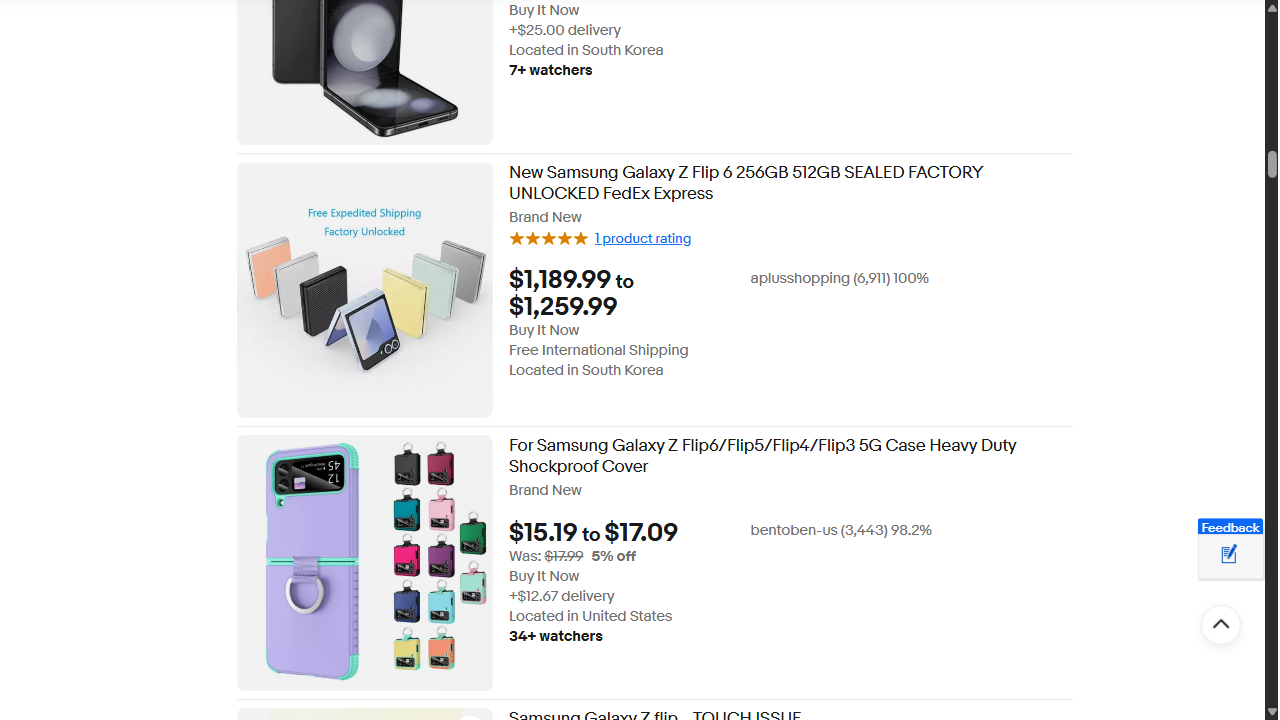 Buy It Now
+$25.00 delivery
Located in South Korea
7+ watchers
Free Expedited Shipping
Factory Unlocked
New Samsung Galaxy Z Flip 6 256GB 512GB SEALED FACTORY
UNLOCKED FedEx Express
Brand New
1 product rating
$1,189.99 to
$1,259.99
aplusshopping (6,911) 100%
Buy It Now
Free International Shipping
Located in South Korea
For Samsung Galaxy Z Flip6/Flip5/Flip4/Flip3 5G Case Heavy Duty
Shockproof Cover
Brand New
$15.19 to $17.09
bentoben-us (3,443) 98.2%
Was: $17.99 5% off
Buy It Now
+$12.67 delivery
Located in United States
34+ watchers
Feedback
Samsung Galaxy Z flip - TOUCH ISSUE